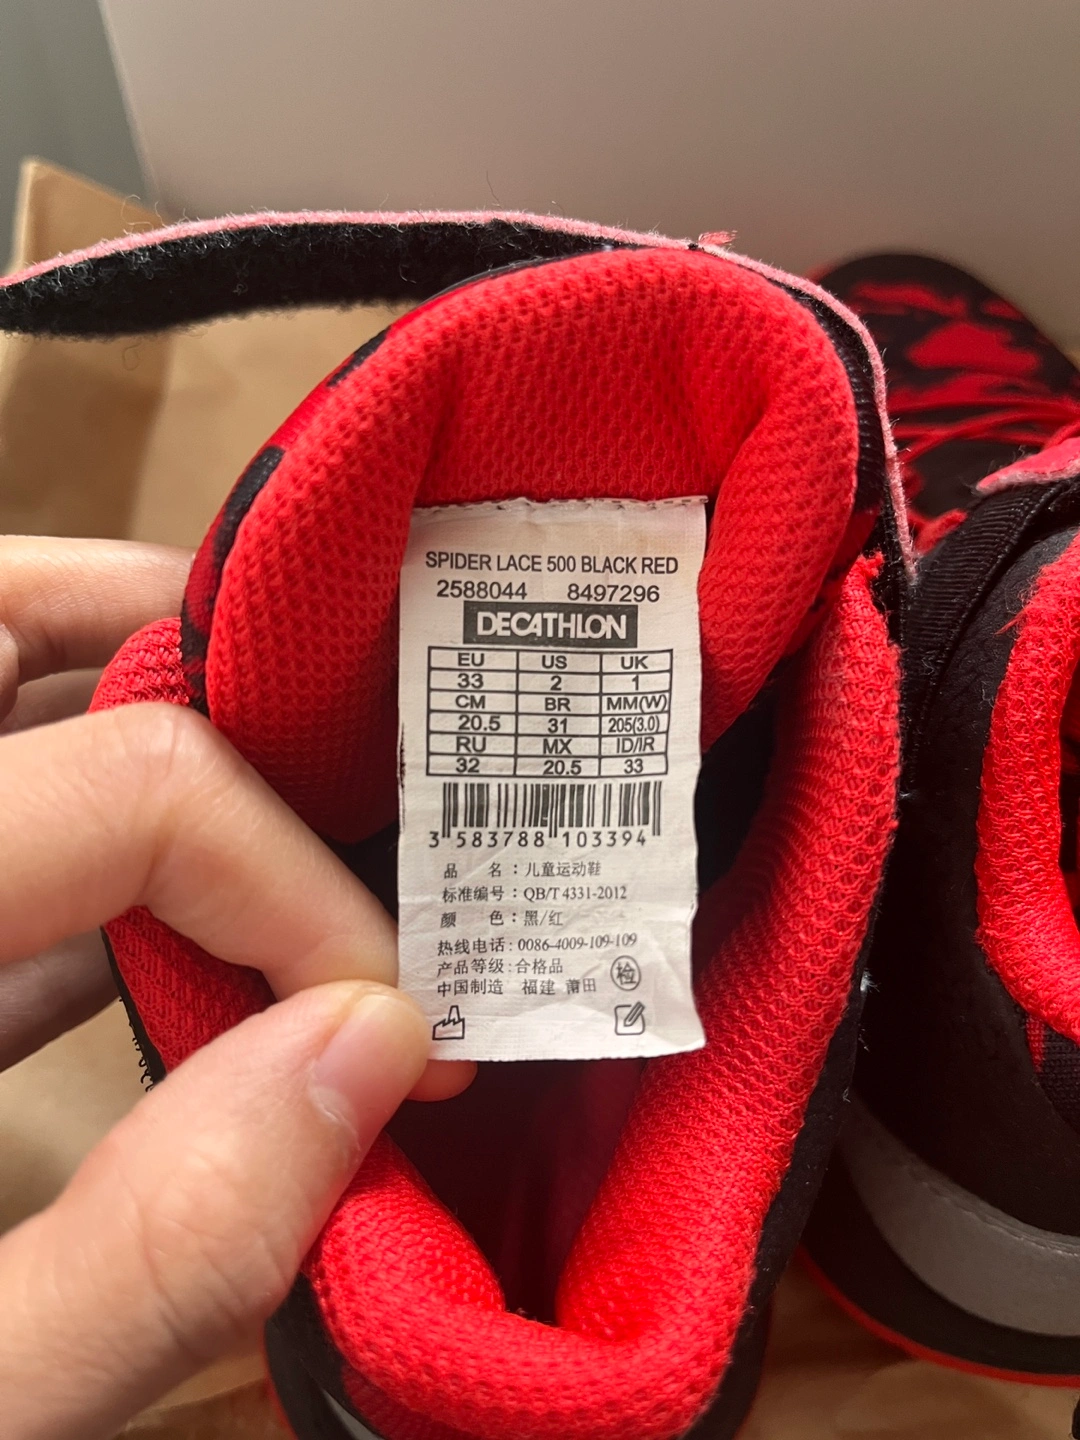 SPIDER LACE 500 BLACK RED
2588044 8497296
DECATHLON
EU US UK
33 2 1
CM BR MM(W)
20.5 31 205(3.0)
RU MX ID/IR
32 20.5 33
3 583788 103394
品 名：儿童运动鞋
标准编号：QB/T 4331-2012
颜 色：黑/红
热线电话：0086-4009-109-109
产品等级：合格品 检
中国制造 福建 莆田